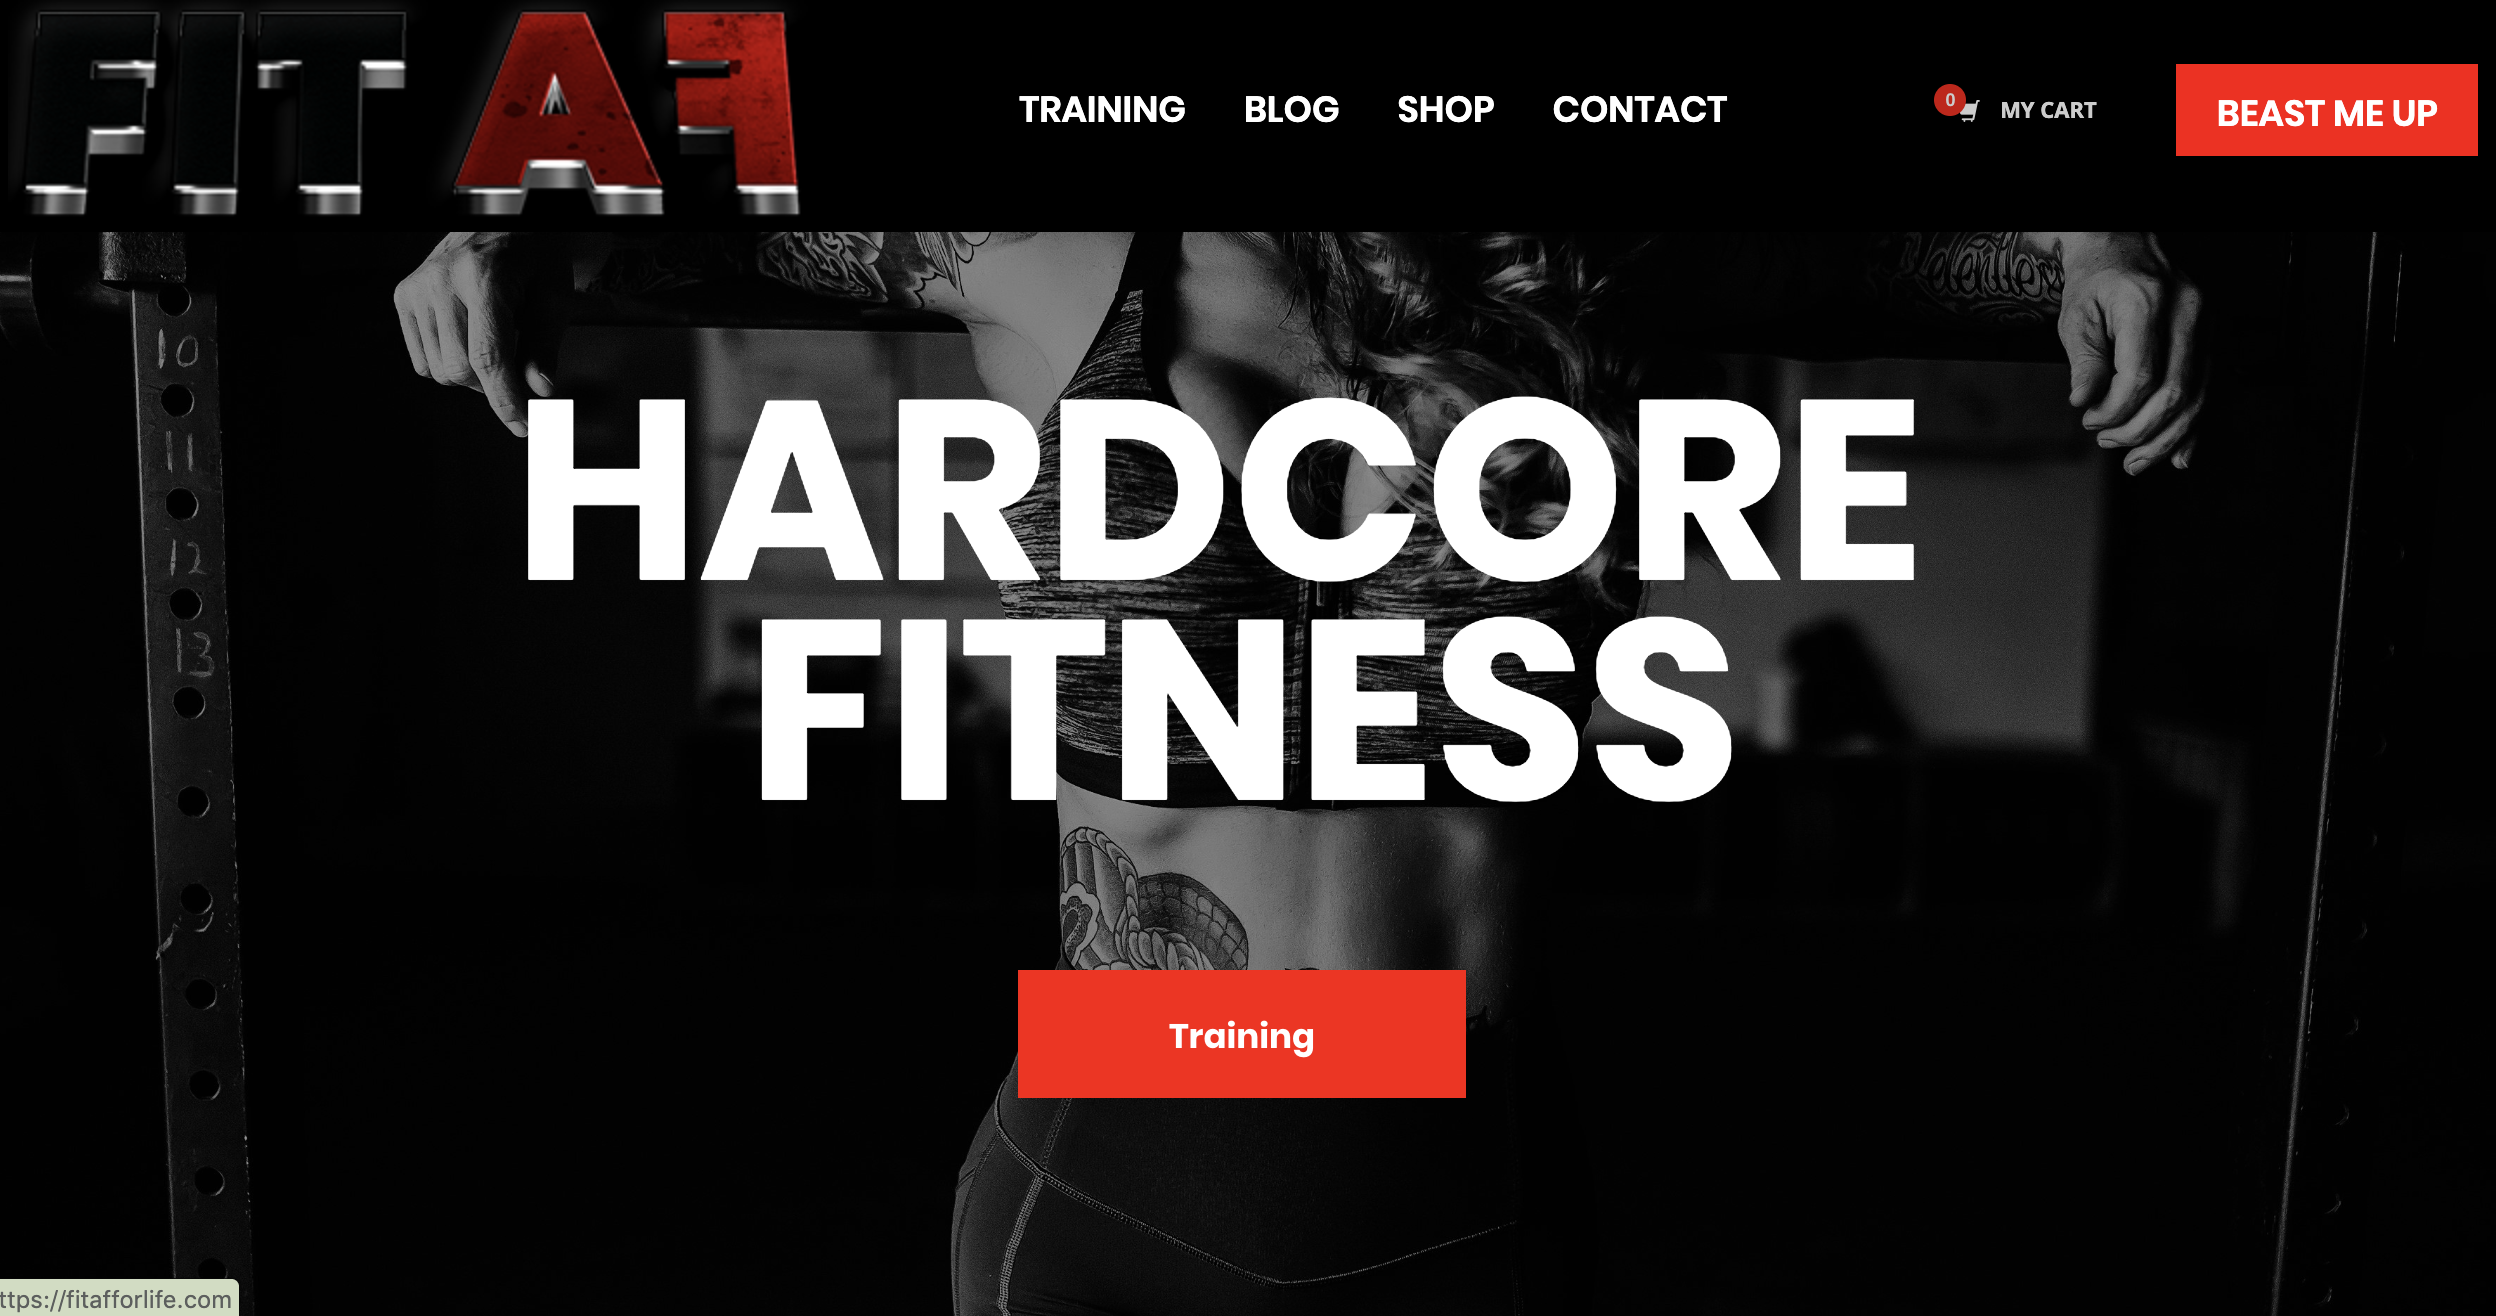 FIT AF
TRAINING BLOG SHOP CONTACT
0 MY CART
BEAST ME UP
10
11
12
13
HARDCORE
FITNESS
Training
ttps://fitafforlife.com